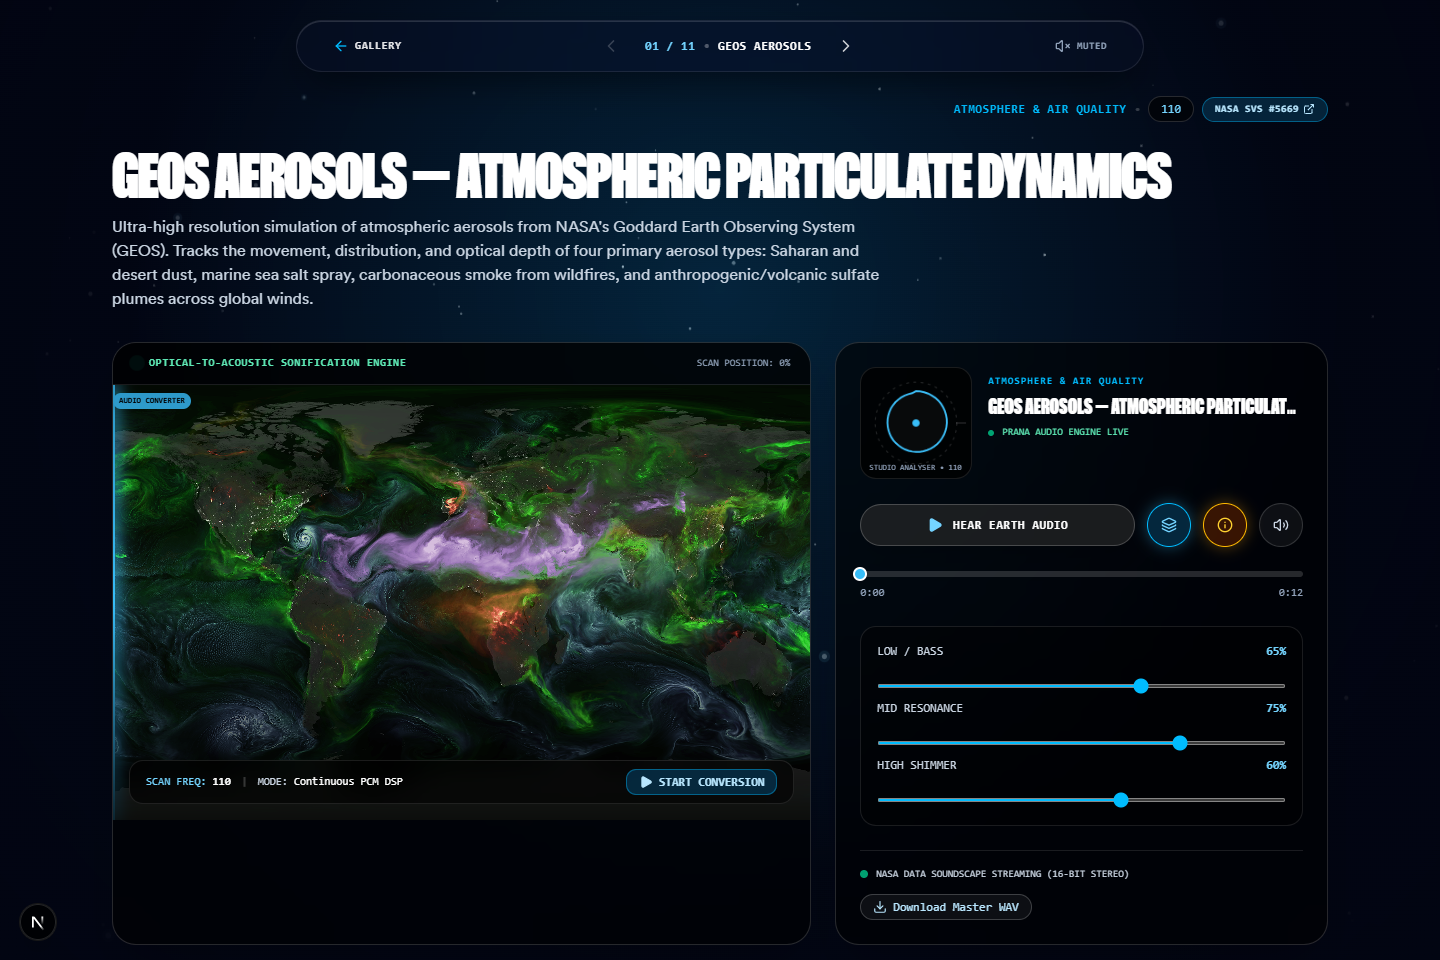 GALLERY
01 / 11 • GEOS AEROSOLS
MUTED
ATMOSPHERE & AIR QUALITY • 110 NASA SVS #5669
GEOS AEROSOLS — ATMOSPHERIC PARTICULATE DYNAMICS
Ultra-high resolution simulation of atmospheric aerosols from NASA's Goddard Earth Observing System
(GEOS). Tracks the movement, distribution, and optical depth of four primary aerosol types: Saharan and
desert dust, marine sea salt spray, carbonaceous smoke from wildfires, and anthropogenic/volcanic sulfate
plumes across global winds.
OPTICAL-TO-ACOUSTIC SONIFICATION ENGINE
SCAN POSITION: 0%
AUDIO CONVERTER
SCAN FREQ: 110 | MODE: Continuous PCM DSP
START CONVERSION
STUDIO ANALYSER • 110
ATMOSPHERE & AIR QUALITY
GEOS AEROSOLS — ATMOSPHERIC PARTICULAT...
PRANA AUDIO ENGINE LIVE
HEAR EARTH AUDIO
0:00
0:12
LOW / BASS
65%
MID RESONANCE
75%
HIGH SHIMMER
60%
NASA DATA SOUNDSCAPE STREAMING (16-BIT STEREO)
Download Master WAV
N